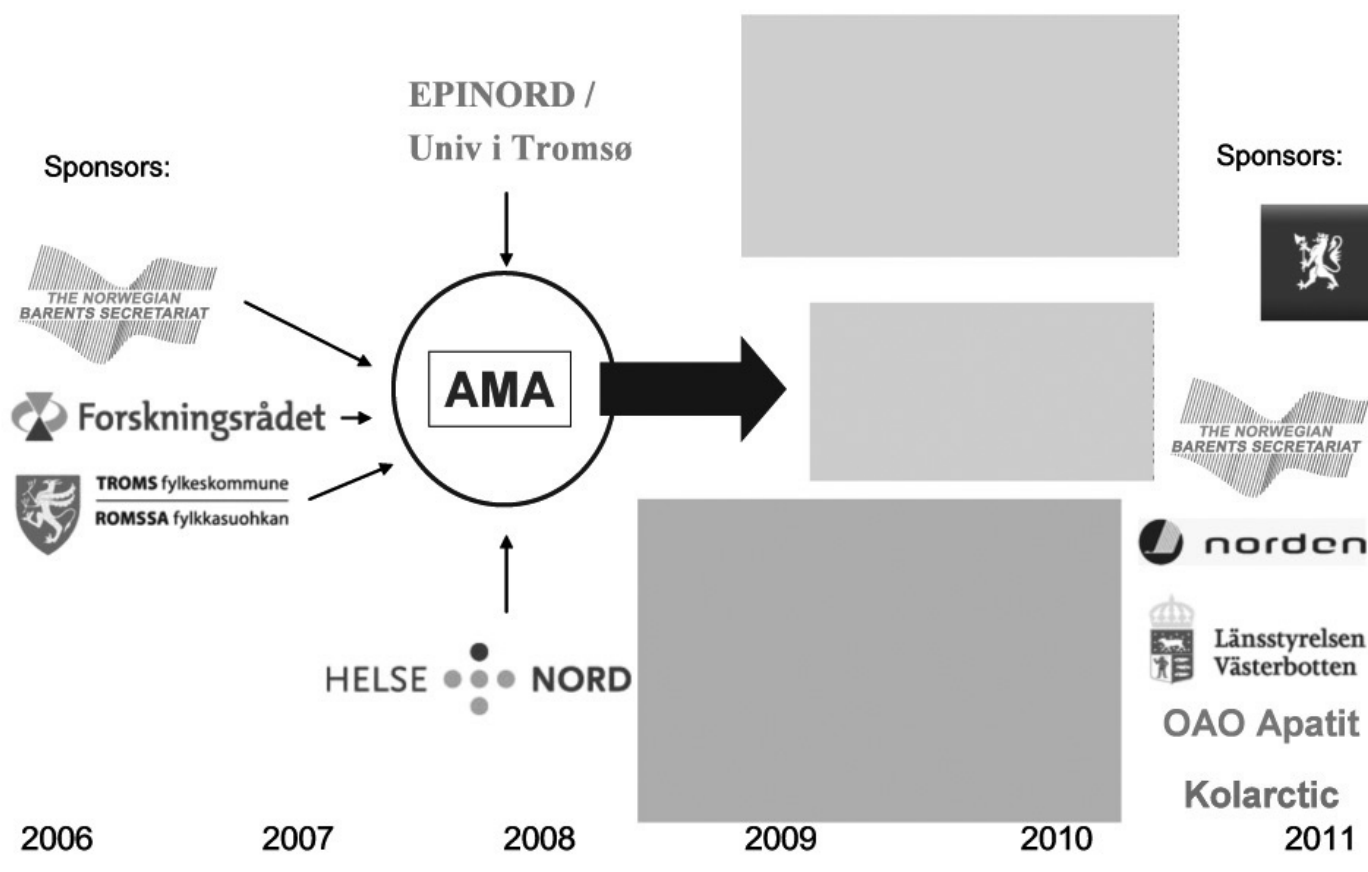 EPINORD /
Univ i Tromsø
Sponsors:
THE NORWEGIAN
BARENTS SECRETARIAT
Forskningsrådet
TROMS fylkeskommune
ROMSSA fylkkasuohkan
AMA
HELSE NORD
Sponsors:
THE NORWEGIAN
BARENTS SECRETARIAT
norden
Länsstyrelsen
Västerbotten
OAO Apatit
Kolarctic
2006 2007 2008 2009 2010 2011